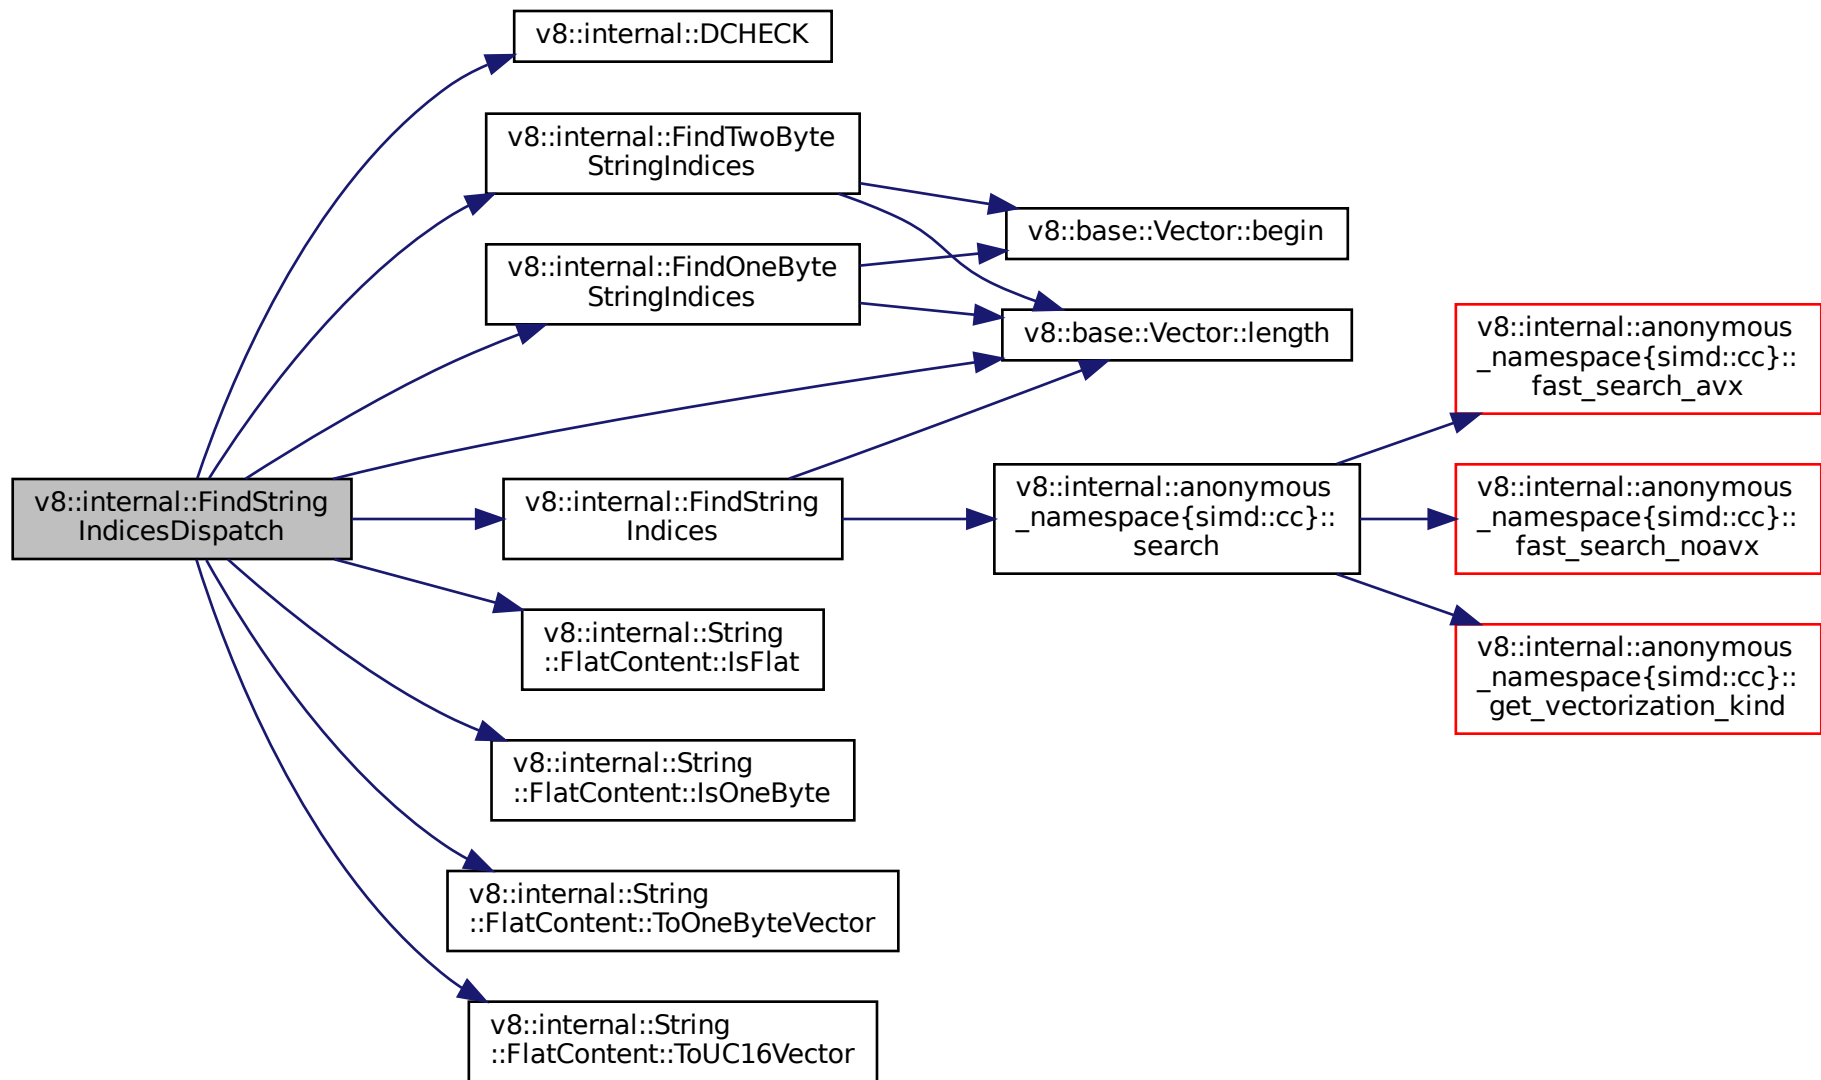 v8::internal::DCHECK
v8::internal::FindTwoByte
StringIndices
v8::base::Vector::begin
v8::internal::FindOneByte
StringIndices
v8::base::Vector::length
v8::internal::anonymous
_namespace{simd::cc}::
fast_search_avx
v8::internal::FindString
IndicesDispatch
v8::internal::FindString
Indices
v8::internal::anonymous
_namespace{simd::cc}::
search
v8::internal::anonymous
_namespace{simd::cc}::
fast_search_noavx
v8::internal::String
::FlatContent::IsFlat
v8::internal::anonymous
_namespace{simd::cc}::
get_vectorization_kind
v8::internal::String
::FlatContent::IsOneByte
v8::internal::String
::FlatContent::ToOneByteVector
v8::internal::String
::FlatContent::ToUC16Vector